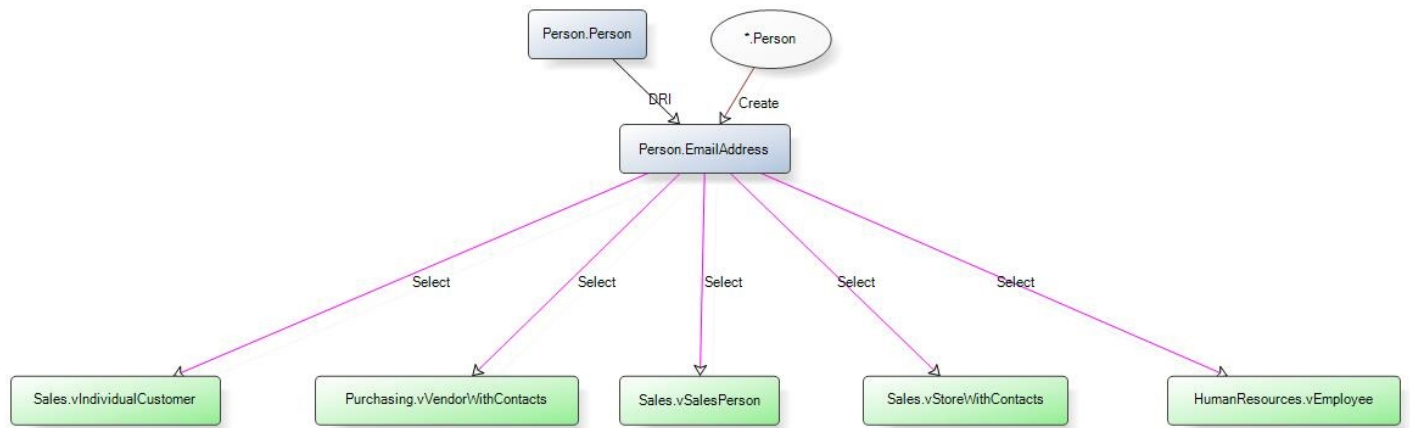 Person.Person
*.Person
DRI
Create
Person.EmailAddress
Select
Select
Select
Select
Select
Sales.vIndividualCustomer
Purchasing.vVendorWithContacts
Sales.vSalesPerson
Sales.vStoreWithContacts
HumanResources.vEmployee